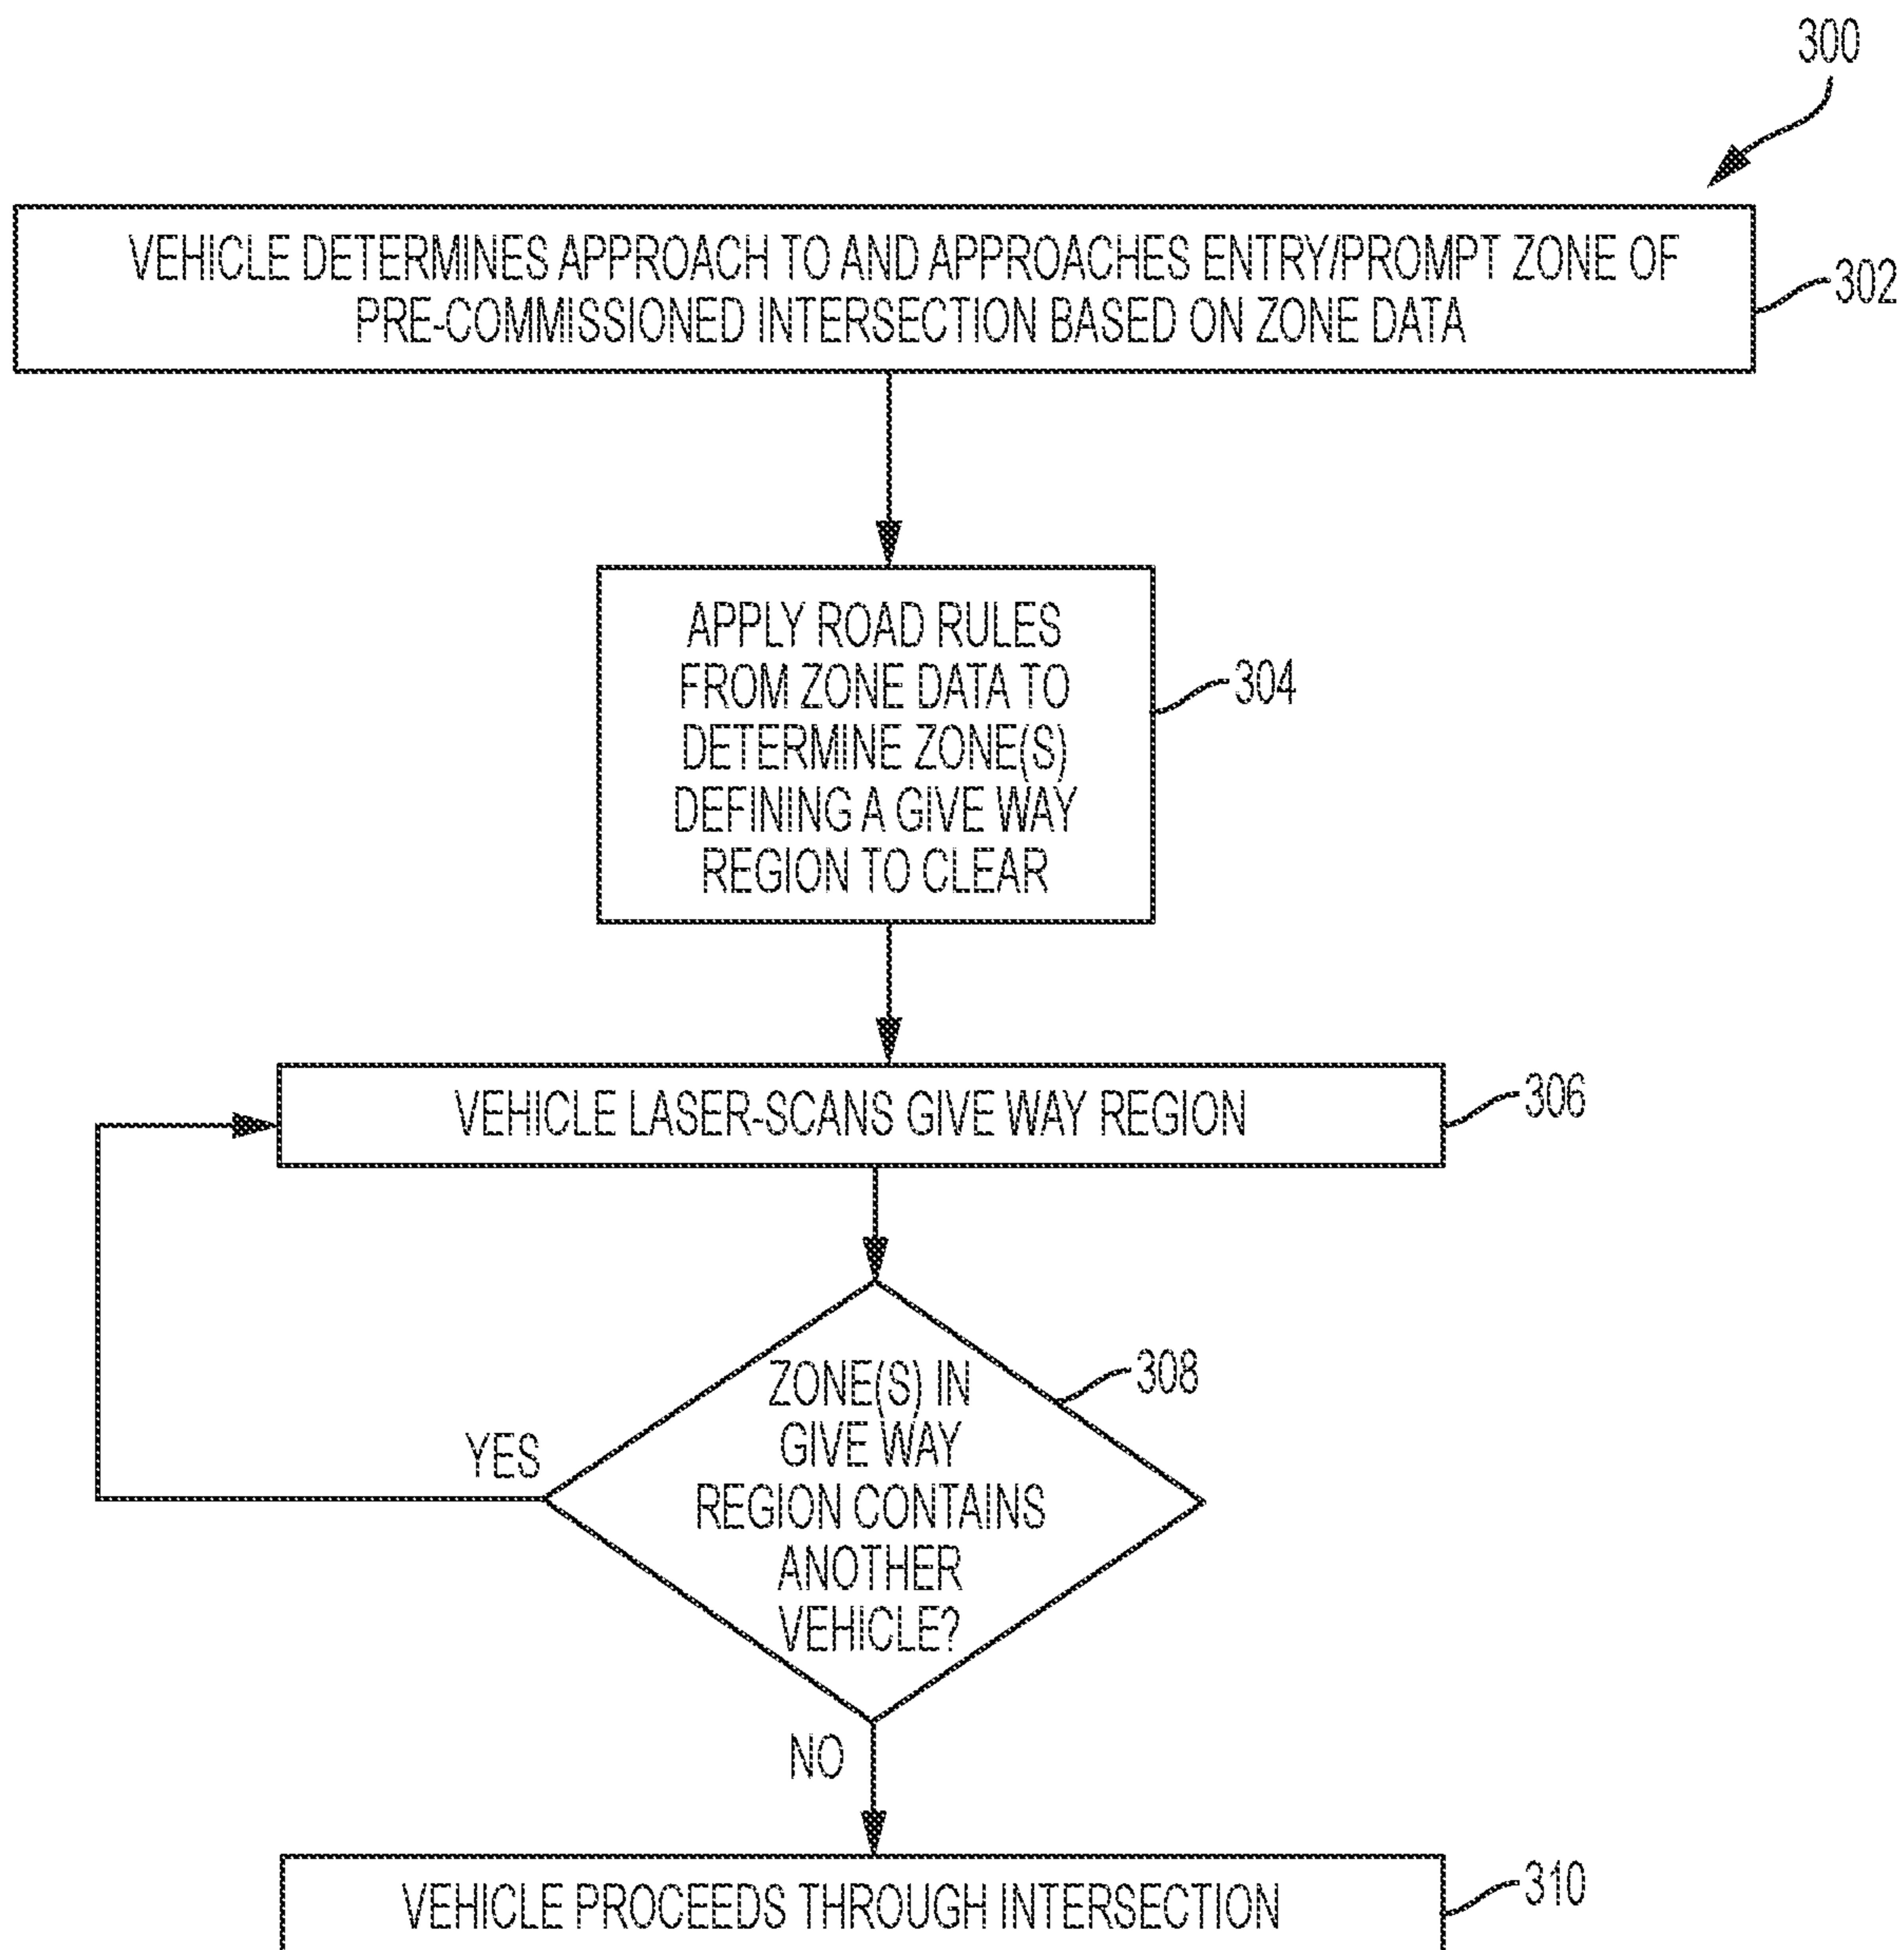 300
VEHICLE DETERMINES APPROACH TO AND APPROACHES ENTRY/PROMPT ZONE OF
PRE-COMMISSIONED INTERSECTION BASED ON ZONE DATA
302
APPLY ROAD RULES
FROM ZONE DATA TO
DETERMINE ZONE(S)
DEFINING A GIVE WAY
REGION TO CLEAR
304
VEHICLE LASER-SCANS GIVE WAY REGION
306
ZONE(S) IN
GIVE WAY
REGION CONTAINS
ANOTHER
VEHICLE?
308
YES
NO
VEHICLE PROCEEDS THROUGH INTERSECTION
310